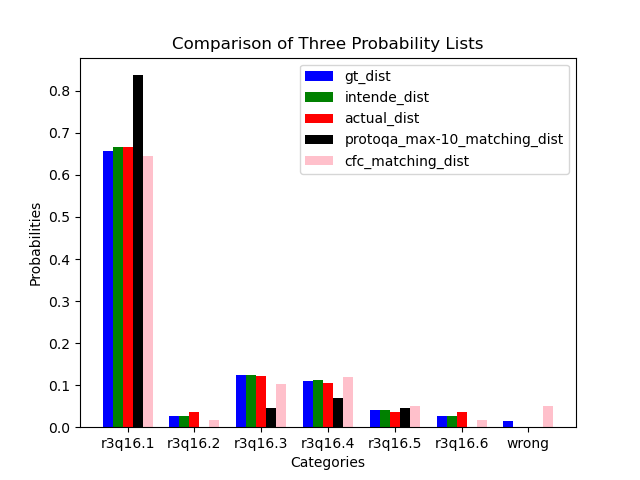 Comparison of Three Probability Lists
gt_dist
intende_dist
actual_dist
protoqa_max-10_matching_dist
cfc_matching_dist
Probabilities
0.8
0.7
0.6
0.5
0.4
0.3
0.2
0.1
0.0
r3q16.1 r3q16.2 r3q16.3 r3q16.4 r3q16.5 r3q16.6 wrong
Categories